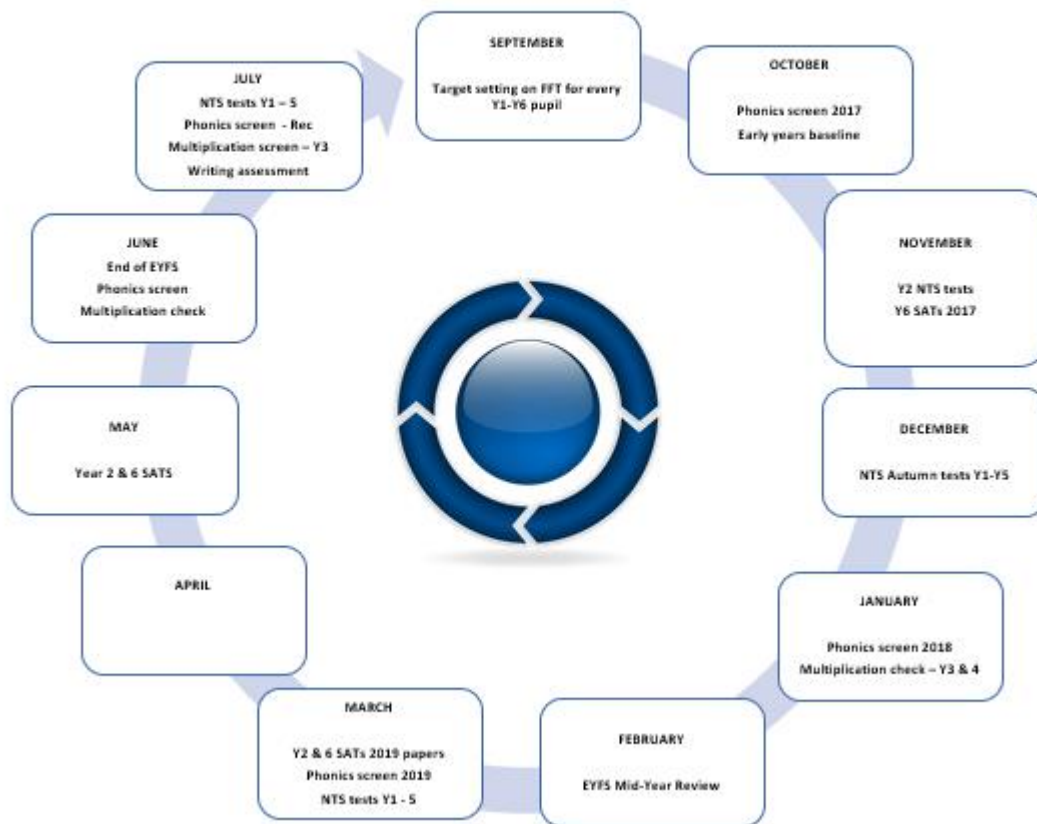 SEPTEMBER
Target setting on FFT for every
Y1-Y6 pupil
OCTOBER
Phonics screen 2017
Early years baseline
NOVEMBER
Y2 NTS tests
Y6 SATs 2017
DECEMBER
NTS Autumn tests Y1-Y5
JANUARY
Phonics screen 2018
Multiplication check – Y3 & 4
FEBRUARY
EYFS Mid-Year Review
MARCH
Y2 & 6 SATs 2019 papers
Phonics screen 2019
NTS tests Y1 - 5
APRIL
MAY
Year 2 & 6 SATS
JUNE
End of EYFS
Phonics screen
Multiplication check
JULY
NTS tests Y1 – 5
Phonics screen - Rec
Multiplication screen – Y3
Writing assessment